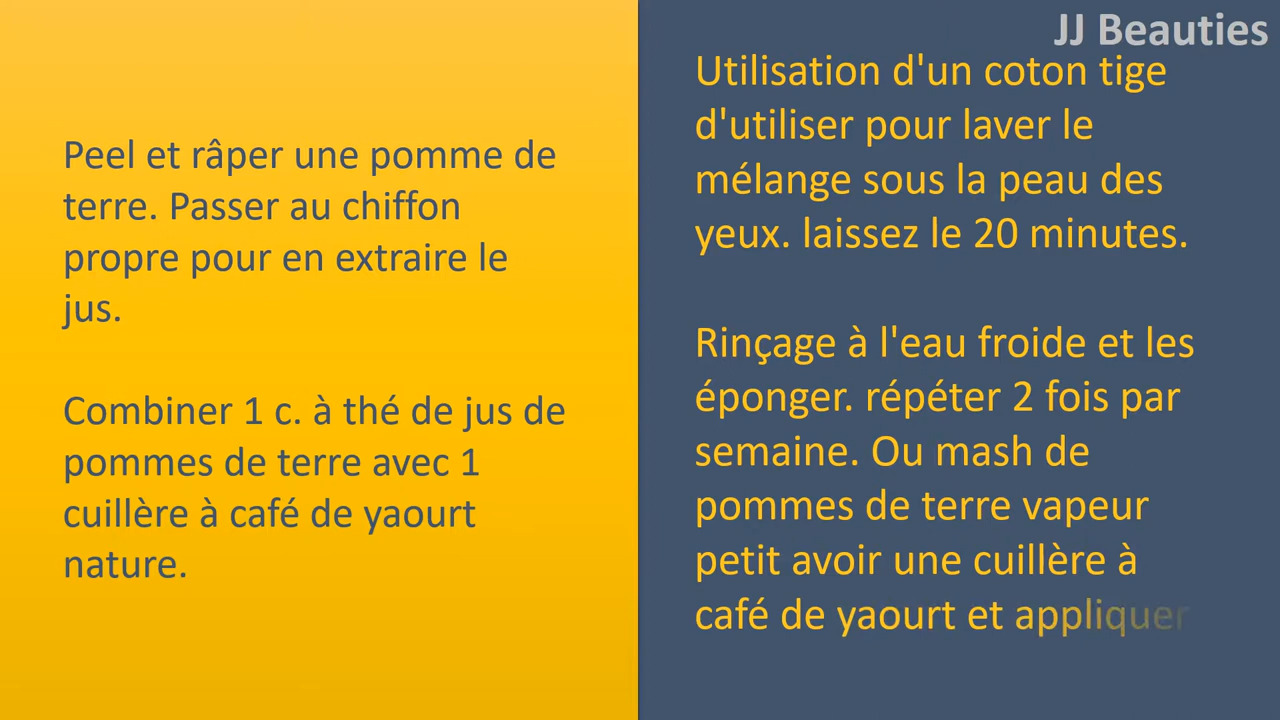 JJ Beauties
Peel et râper une pomme de
terre. Passer au chiffon
propre pour en extraire le
jus.
Combiner 1 c. à thé de jus de
pommes de terre avec 1
cuillère à café de yaourt
nature.
Utilisation d'un coton tige
d'utiliser pour laver le
mélange sous la peau des
yeux. laissez le 20 minutes.
Rinçage à l'eau froide et les
éponger. répéter 2 fois par
semaine. Ou mash de
pommes de terre vapeur
petit avoir une cuillère à
café de yaourt et appliquer